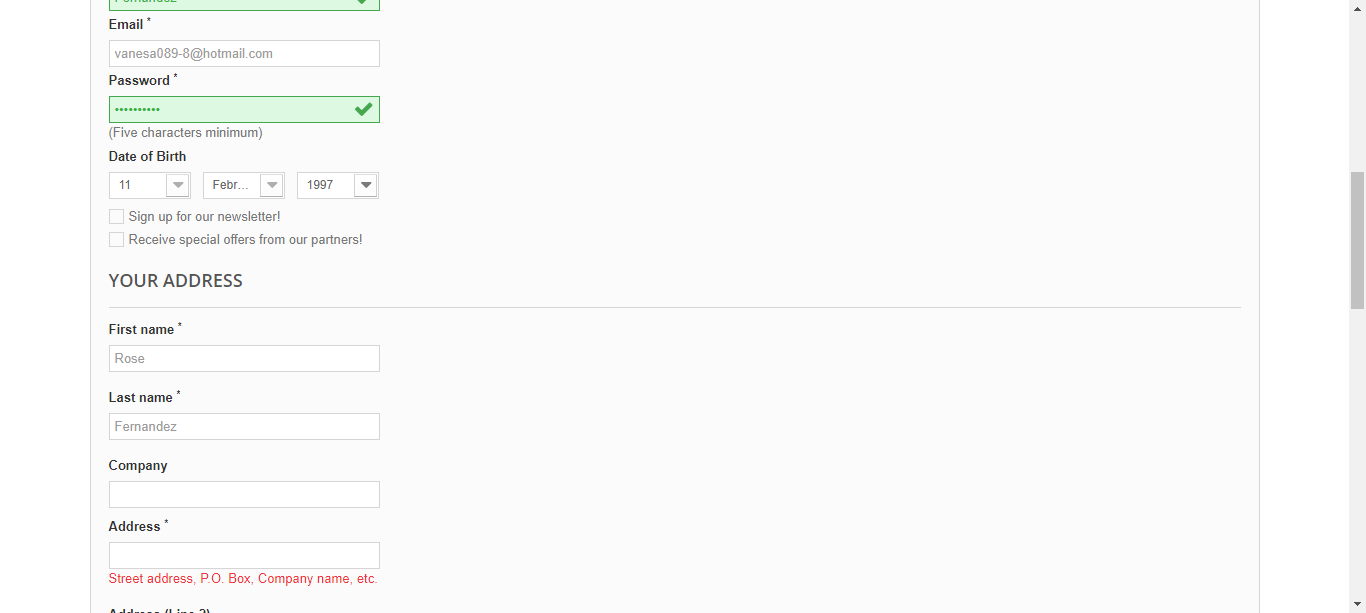 Fernandez
Email *
vanesa089-8@hotmail.com
Password *
••••••••••
(Five characters minimum)
Date of Birth
11 Febr... 1997
Sign up for our newsletter!
Receive special offers from our partners!
YOUR ADDRESS
First name *
Rose
Last name *
Fernandez
Company
Address *
Street address, P.O. Box, Company name, etc.
Address (Line 2)